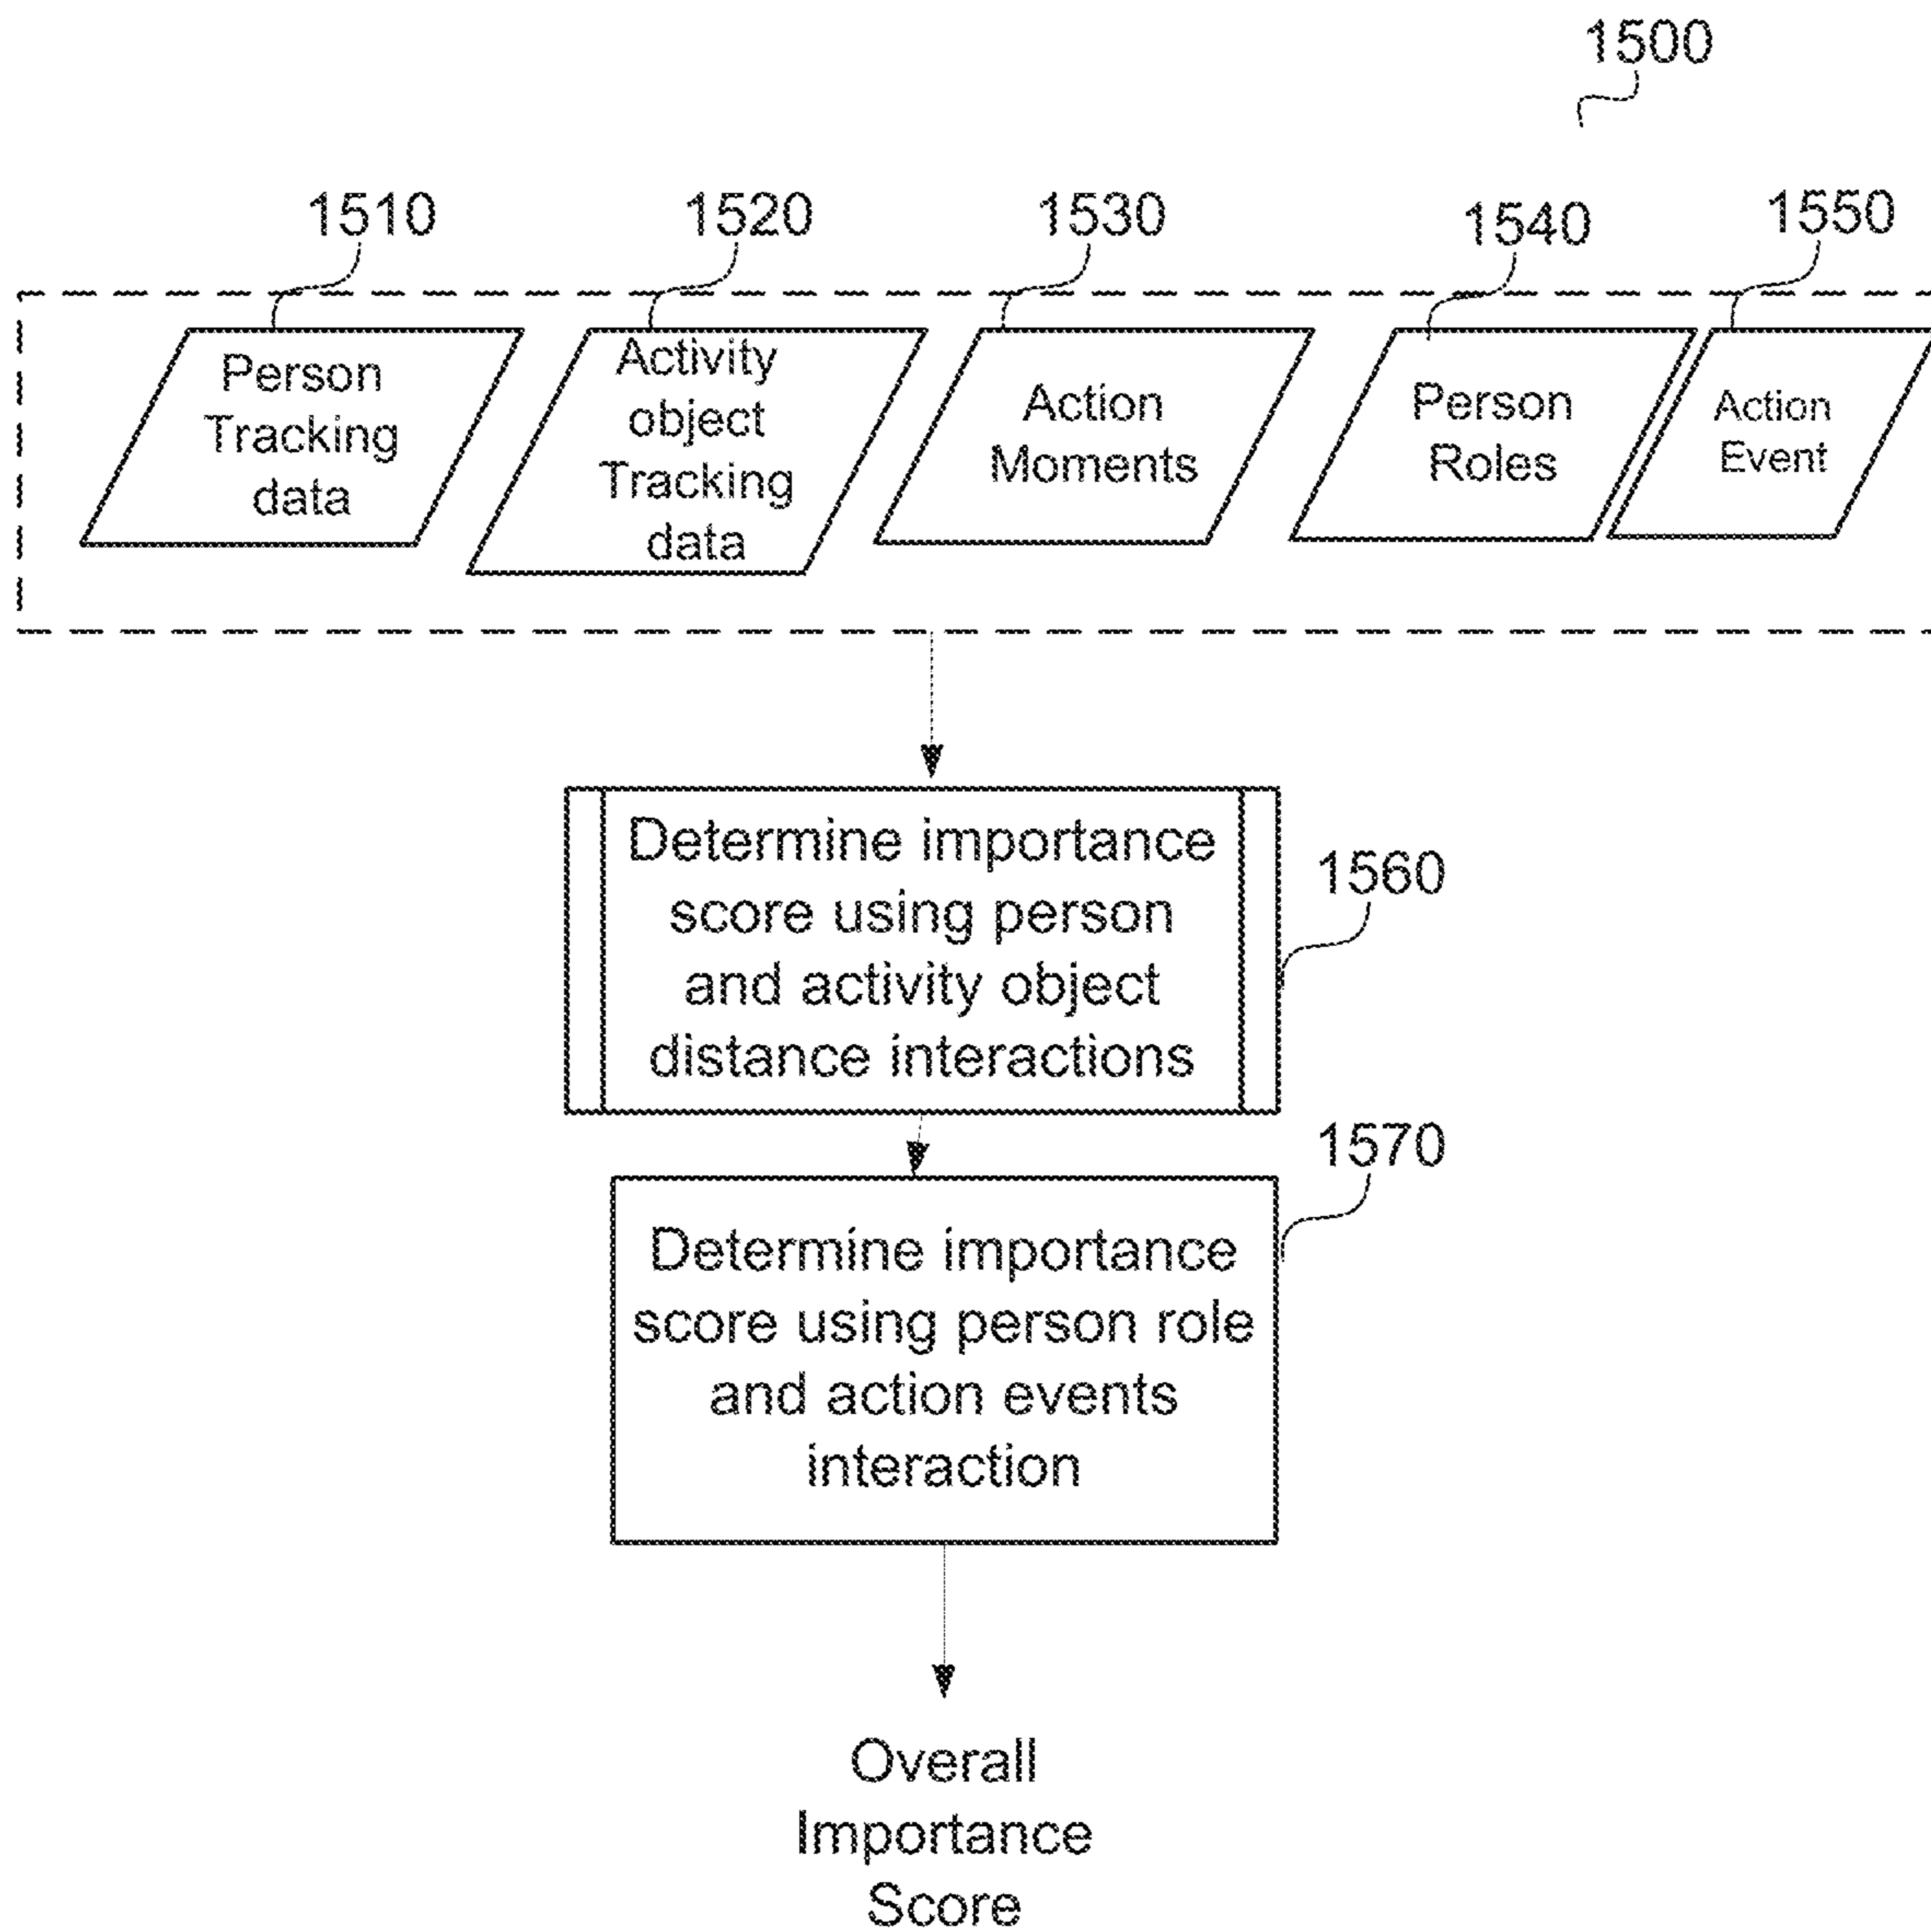 1500
1510
1520
1530
1540
1550
Person
Tracking
data
Activity
object
Tracking
data
Action
Moments
Person
Roles
Action
Event
Determine importance
score using person
and activity object
distance interactions
1560
Determine importance
score using person role
and action events
interaction
1570
Overall
Importance
Score